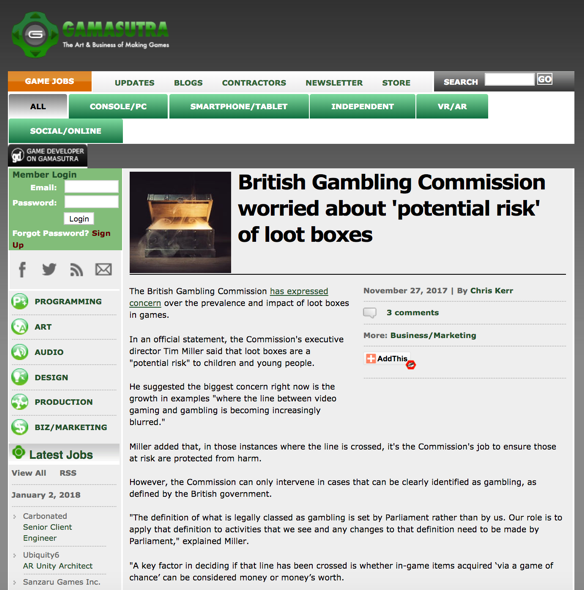 GAMASUTRA
The Art & Business of Making Games
GAME JOBS
UPDATES
BLOGS
CONTRACTORS
NEWSLETTER
STORE
SEARCH
GO
ALL
CONSOLE/PC
SMARTPHONE/TABLET
INDEPENDENT
VR/AR
SOCIAL/ONLINE
gd GAME DEVELOPER
ON GAMASUTRA
Member Login
Email:
Password:
Login
Forgot Password? Sign
Up
PROGRAMMING
ART
AUDIO
DESIGN
PRODUCTION
BIZ/MARKETING
Latest Jobs
View All RSS
January 2, 2018
Carbonated
Senior Client
Engineer
Ubiquity6
AR Unity Architect
Sanzaru Games Inc.
British Gambling Commission
worried about 'potential risk'
of loot boxes
November 27, 2017 | By Chris Kerr
3 comments
More: Business/Marketing
AddThis
The British Gambling Commission has expressed
concern over the prevalence and impact of loot boxes
in games.
In an official statement, the Commission's executive
director Tim Miller said that loot boxes are a
"potential risk" to children and young people.
He suggested the biggest concern right now is the
growth in examples "where the line between video
gaming and gambling is becoming increasingly
blurred."
Miller added that, in those instances where the line is crossed, it's the Commission's job to ensure those
at risk are protected from harm.
However, the Commission can only intervene in cases that can be clearly identified as gambling, as
defined by the British government.
"The definition of what is legally classed as gambling is set by Parliament rather than by us. Our role is to
apply that definition to activities that we see and any changes to that definition need to be made by
Parliament," explained Miller.
"A key factor in deciding if that line has been crossed is whether in-game items acquired ‘via a game of
chance’ can be considered money or money’s worth.